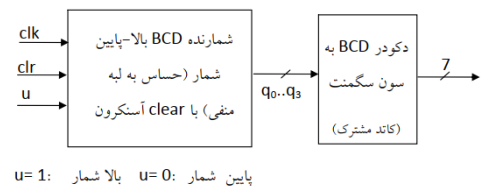 clk
clr
u
شمارنده BCD بالا-پایین
شمار (حساس به لبه
منفی) با clear آسنکرون
q0..q3
دکودر BCD به
سون سگمنت
(کاتد مشترک)
7
u= 1: بالا شمار u= 0: پایین شمار